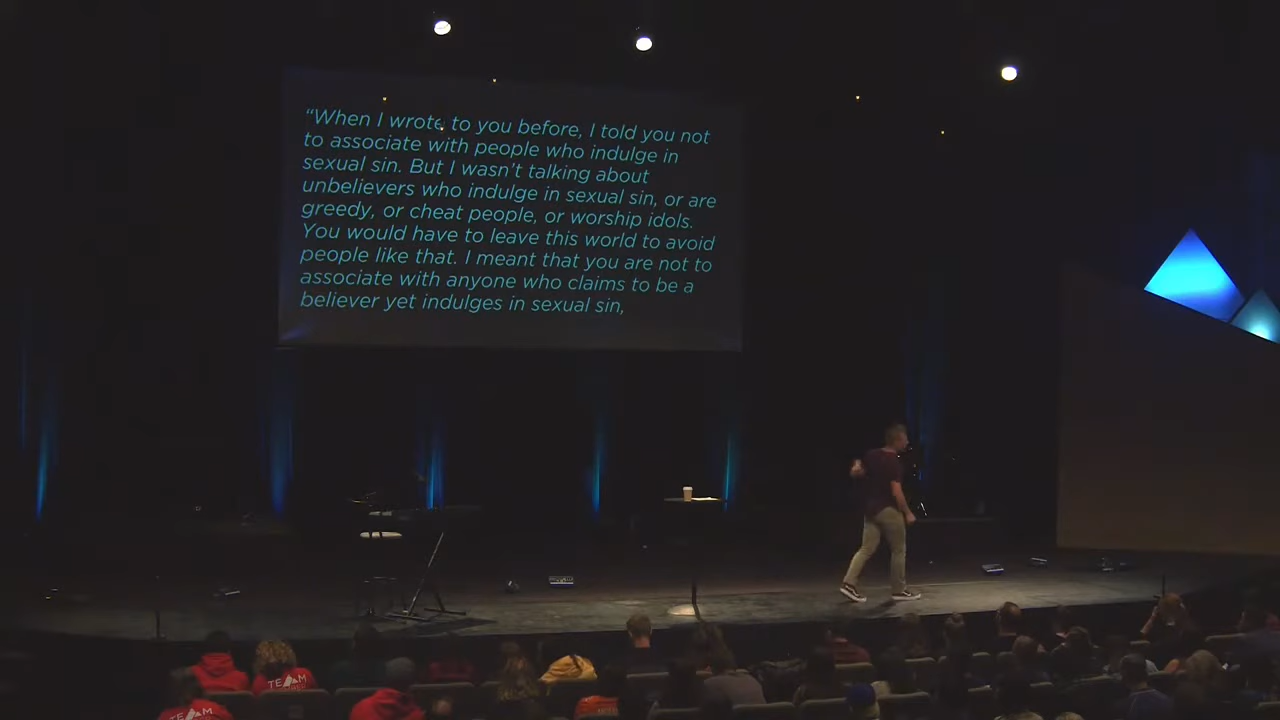 “When I wrote to you before, I told you not
to associate with people who indulge in
sexual sin. But I wasn’t talking about
unbelievers who indulge in sexual sin, or are
greedy, or cheat people, or worship idols.
You would have to leave this world to avoid
people like that. I meant that you are not to
associate with anyone who claims to be a
believer yet indulges in sexual sin,
TEAM
TEAM